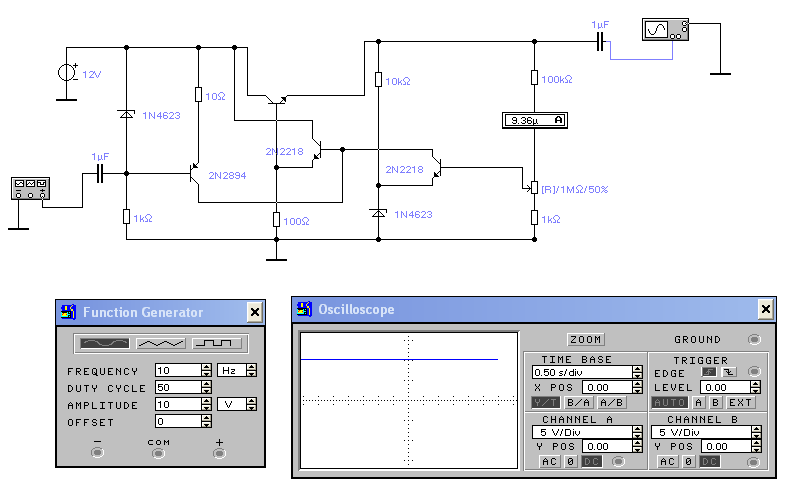 1μF
12V
10Ω
10kΩ
100kΩ
1N4623
9.36μ A
1μF
2N2218
2N2894
2N2218
[R]/1MΩ/50%
1kΩ
100Ω
1N4623
1kΩ
Function Generator
FREQUENCY 10 Hz
DUTY CYCLE 50
AMPLITUDE 10 V
OFFSET 0
- COM +
Oscilloscope
ZOOM GROUND
TIME BASE TRIGGER
0.50 s/div EDGE
X POS 0.00 LEVEL 0.00
Y/T B/A A/B AUTO A B EXT
CHANNEL A CHANNEL B
5 V/Div 5 V/Div
Y POS 0.00 Y POS 0.00
AC 0 DC AC 0 DC